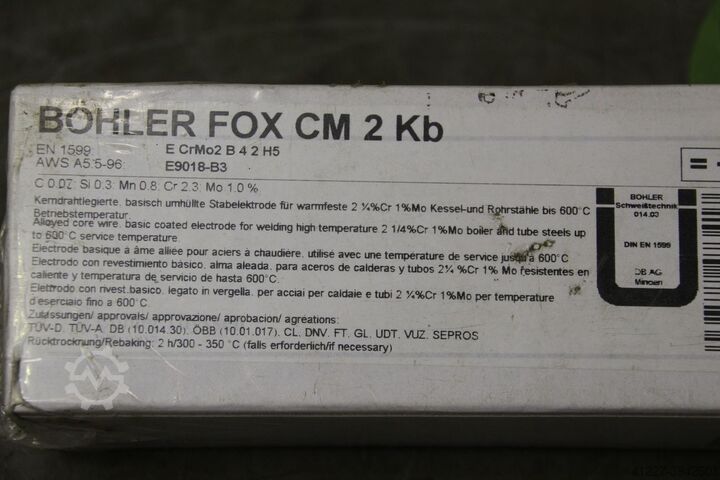 BOHLER FOX CM 2 Kb
EN 1599: E CrMo2 B 4 2 H5
AWS A5.5-96: E9018-B3
C 0.07 Si 0.3 Mn 0.8 Cr 2.3 Mo 1.0 %
Kerndrahtlegierte, basisch umhüllte Stabelektrode für warmfeste 2 ¼%Cr 1%Mo Kessel-und Rohrstähle bis 600°C
Betriebstemperatur.
Alloyed core wire, basic coated electrode for welding high temperature 2 1/4%Cr 1%Mo boiler and tube steels up
to 600°C service temperature.
Electrode basique a âme alliée pour aciers à chaudière, utilisé avec une température de service jusqu'a 600°C
Electrodo con revestimiento básico, alma aleada, para aceros de calderas y tubos 2¼ %Cr 1% Mo resistentes en
caliente y temperatura de servicio de hasta 600°C.
Elettrodo con rivest.basico, legato in vergella, per acciai per caldaie e tubi 2 ¼%Cr 1%Mo per temperature
d'eserciaio fino a 600°C.
Zulassungen/ approvals/ approvazione/ aprobacion/ agreations:
TÜV-D, TÜV-A, DB (10.014.30), ÖBB (10.01.017), CL, DNV, FT, GL, UDT, VUZ, SEPROS
Rücktrocknung/Rebaking: 2 h/300 - 350 °C (falls erforderlich/if necessary)
= -
BOHLER
Schweißtechnik
014.03
DIN EN 1599
DB AG
Minden